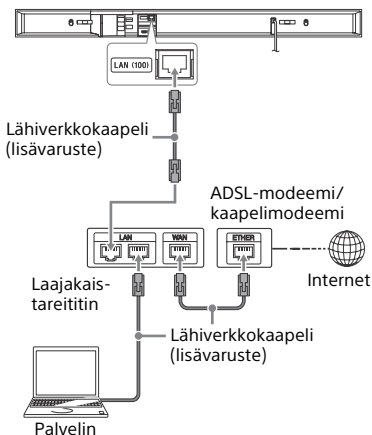 LAN (100)
Lähiverkkokaapeli
(lisävaruste)
ADSL-modeemi/
kaapelimodeemi
LAN
WAN
ETHER
Laajakais-
tareititin
Internet
Lähiverkkokaapeli
(lisävaruste)
Palvelin